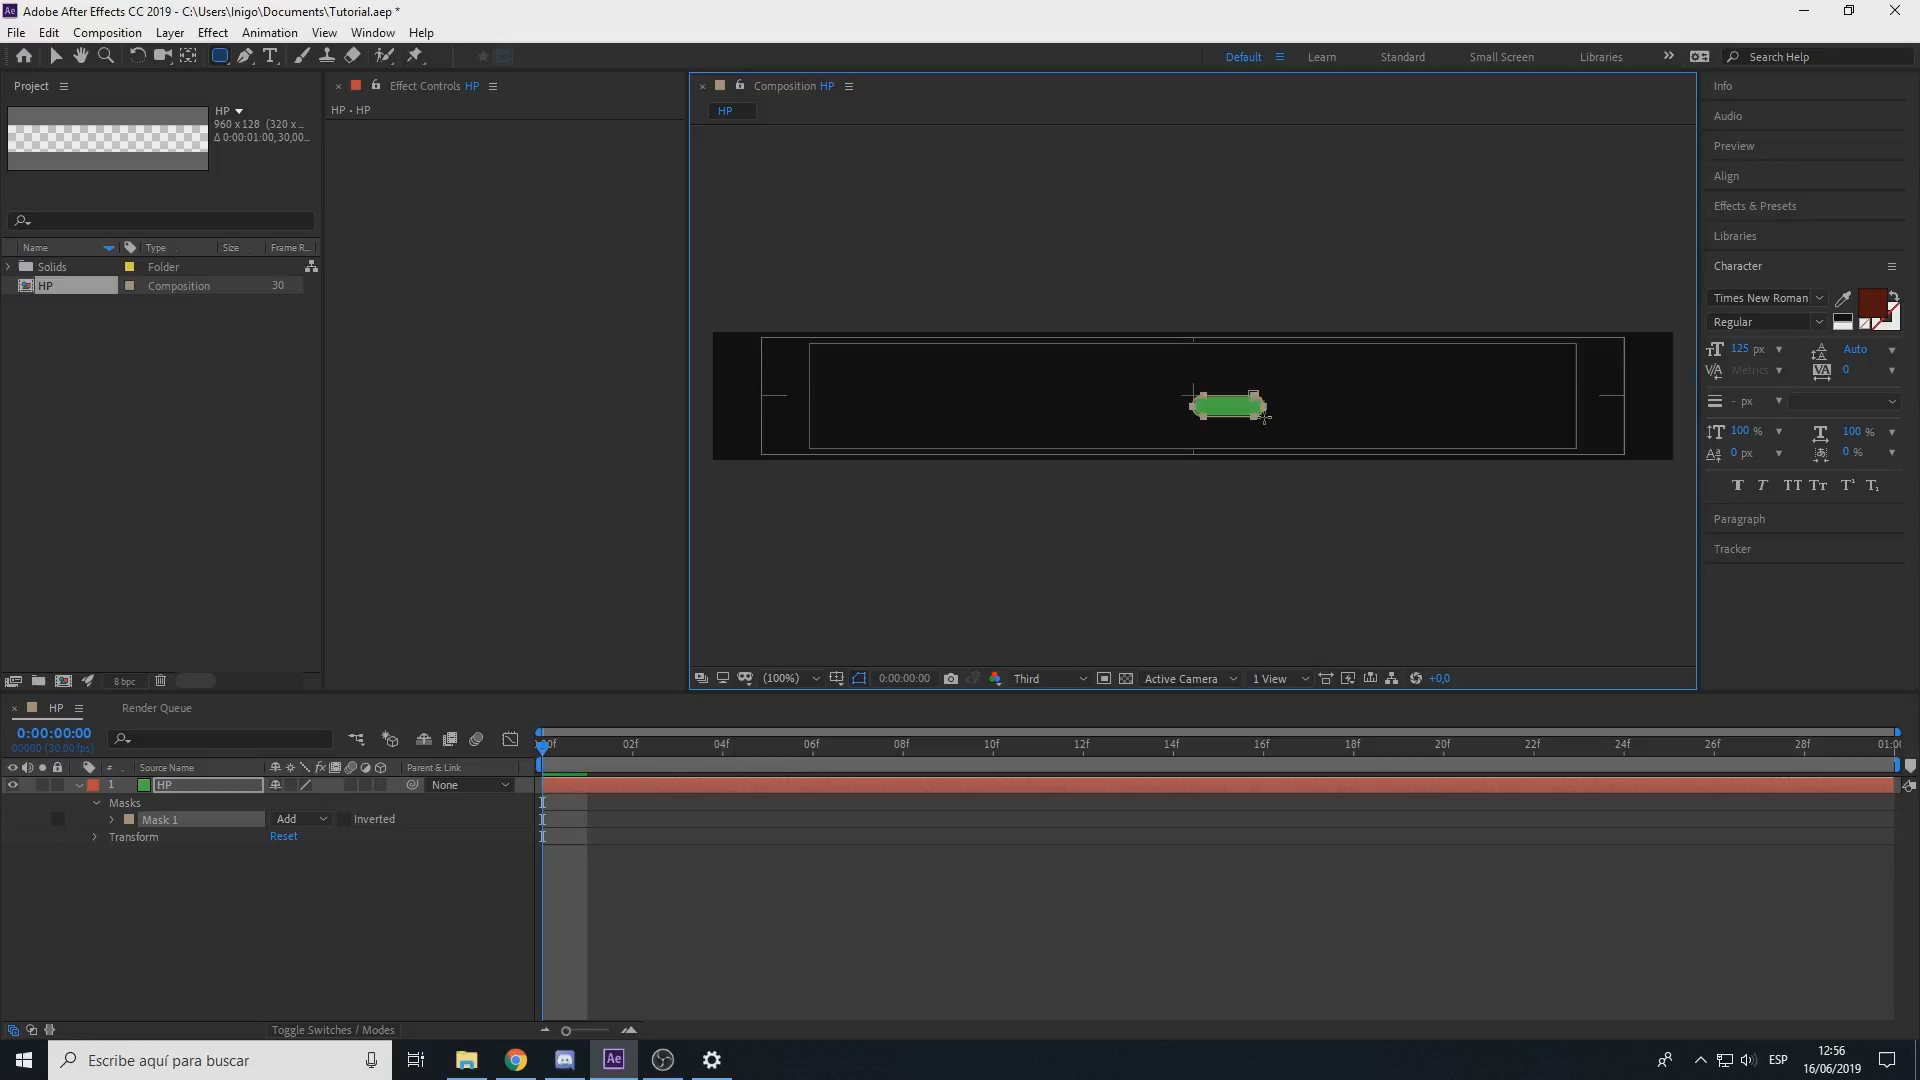 Adobe After Effects CC 2019 - C:\Users\Inigo\Documents\Tutorial.aep *
File Edit Composition Layer Effect Animation View Window Help
Default Learn Standard Small Screen Libraries Search Help
Project
HP
960 x 128 (320 x ...
Δ 0:00:01:00, 30,00...
Name Type Size Frame R...
Solids Folder
HP Composition 30
8 bpc
Effect Controls HP
HP · HP
Composition HP
HP
(100%) 0:00:00:00 Third Active Camera 1 View +0,0
Info
Audio
Preview
Align
Effects & Presets
Libraries
Character
Times New Roman
Regular
125 px Auto
Metrics 0
- px
100 % 100 %
0 px 0 %
T T TT Tr T¹ T₁
Paragraph
Tracker
HP Render Queue
0:00:00:00
00000 (30.00 fps)
:00f 02f 04f 06f 08f 10f 12f 14f 16f 18f 20f 22f 24f 26f 28f 01:0
# Source Name Parent & Link
1 HP None
Masks
Mask 1 Add Inverted
Transform Reset
Toggle Switches / Modes
Escribe aquí para buscar
ESP
12:56
16/06/2019